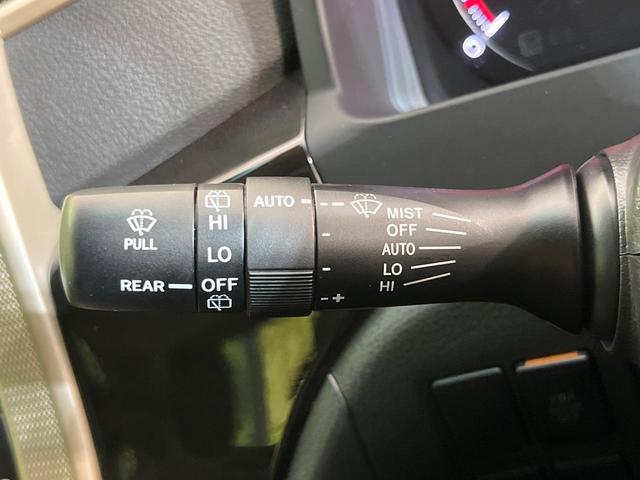 PULL
REAR
HI
LO
OFF
AUTO
-- 
-
-
-+
MIST
OFF
AUTO
LO
HI